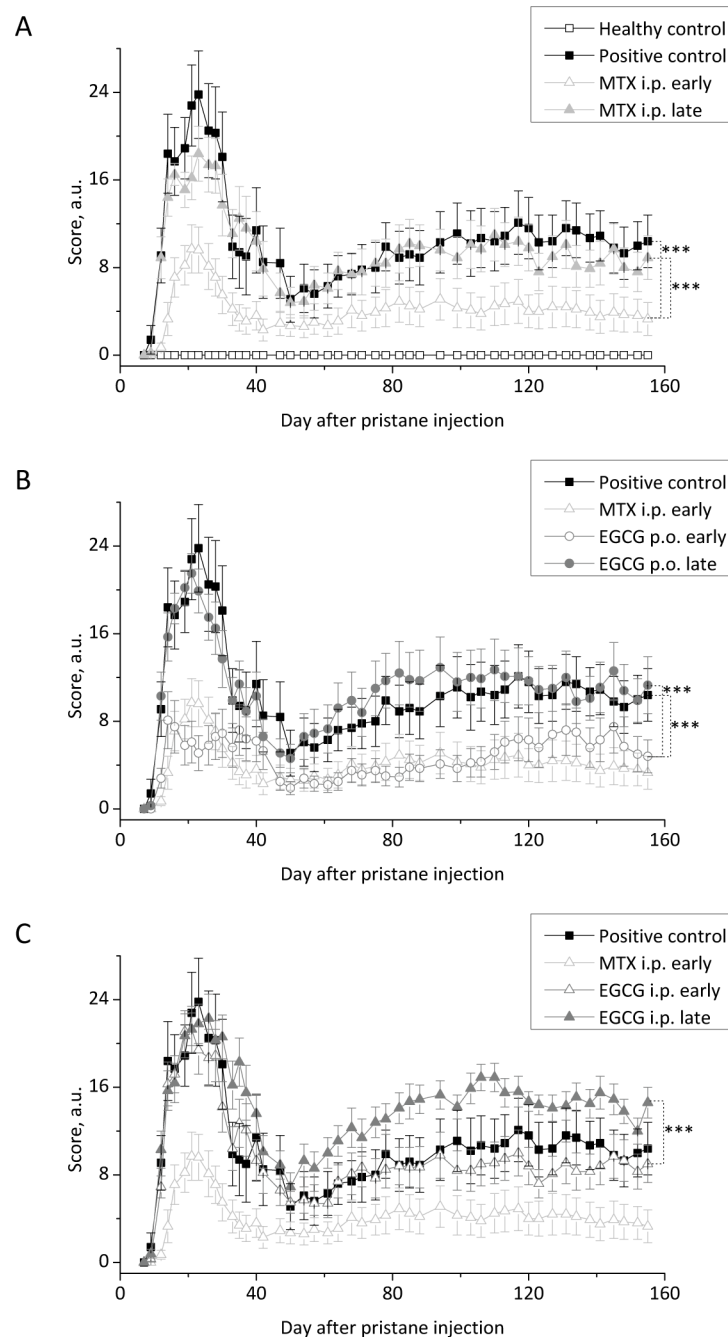 A
Healthy control
Positive control
MTX i.p. early
MTX i.p. late
24
16
8
0
Score, a.u.
***
***
0 40 80 120 160
Day after pristane injection
B
Positive control
MTX i.p. early
EGCG p.o. early
EGCG p.o. late
24
16
8
0
Score, a.u.
***
***
0 40 80 120 160
Day after pristane injection
C
Positive control
MTX i.p. early
EGCG i.p. early
EGCG i.p. late
24
16
8
0
Score, a.u.
***
0 40 80 120 160
Day after pristane injection